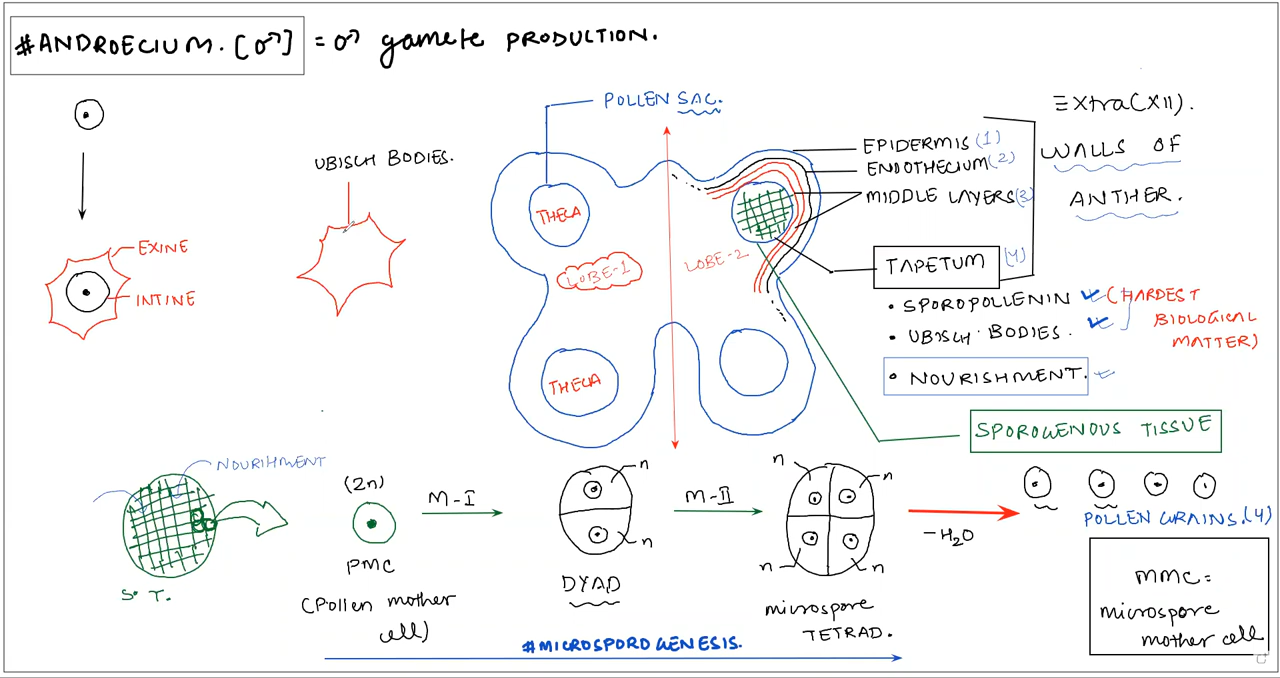 #ANDROECIUM. [♂] = ♂ gamete PRODUCTION.
POLLEN SAC.
Extra(XII).
WALLS OF
ANTHER.
UBISCH BODIES.
EPIDERMIS (1)
ENDOTHECIUM (2)
MIDDLE LAYERS (3)
TAPETUM (4)
THECA
LOBE-1
LOBE-2
EXINE
INTINE
• SPOROPOLLENIN (HARDEST
BIOLOGICAL
MATTER)
• UBISCH BODIES.
• NOURISHMENT.
THECA
SPOROGENOUS TISSUE
NOURIHMENT
S.T.
(2n)
PMC
(Pollen mother
cell)
M-I
n
n
DYAD
M-II
n
n
n
n
microspore
TETRAD.
-H2O
POLLEN GRAINS.(4)
MMC =
microspore
mother cell
#MICROSPOROGENESIS.